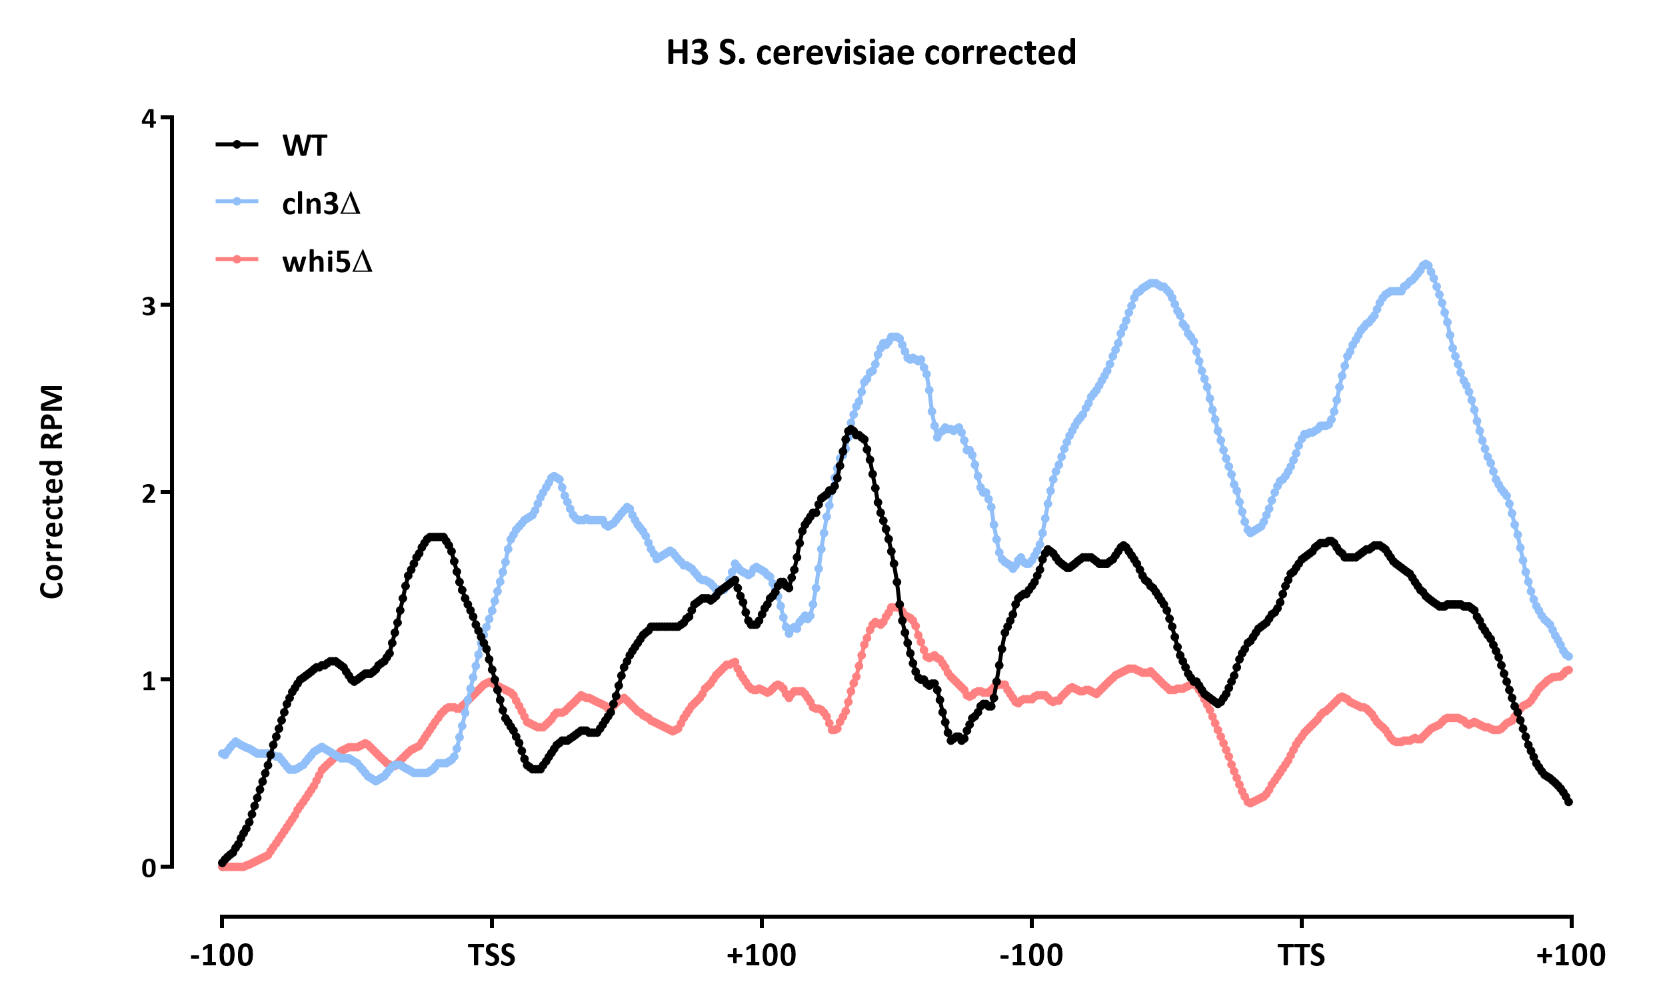 H3 S. cerevisiae corrected
WT
cln3Δ
whi5Δ
Corrected RPM
4
3
2
1
0
-100
TSS
+100
-100
TTS
+100